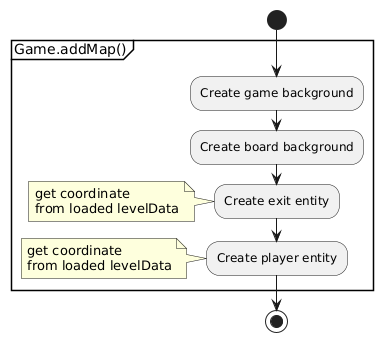 Game.addMap()
Create game background
Create board background
get coordinate
from loaded levelData
Create exit entity
get coordinate
from loaded levelData
Create player entity